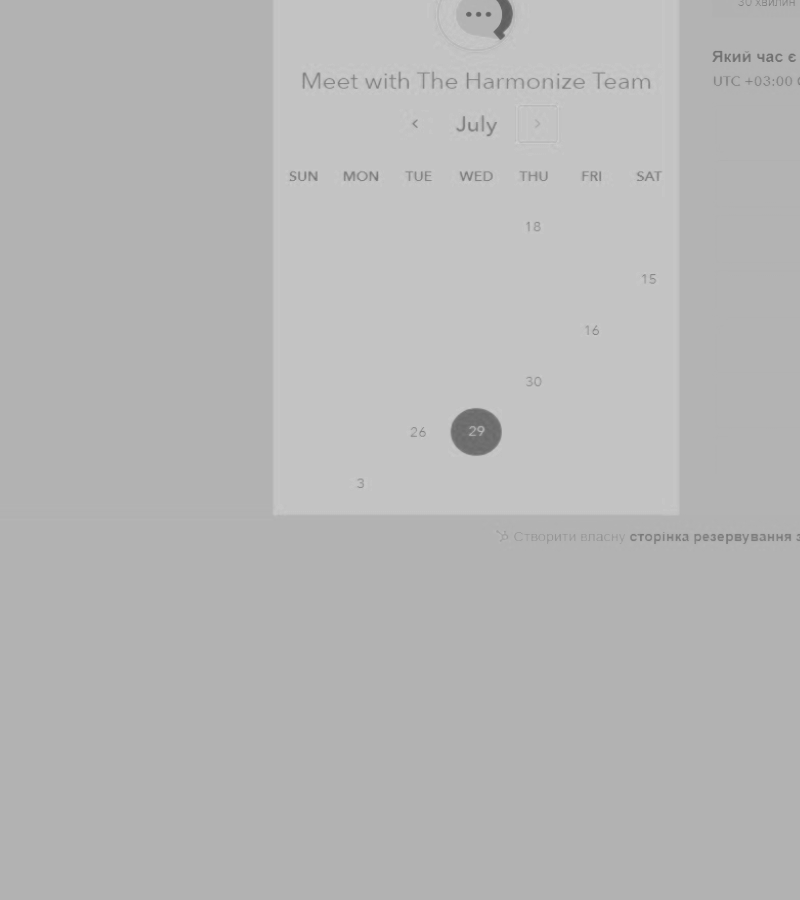 30 хвилин
Який час є
UTC +03:00
Meet with The Harmonize Team
July
SUN MON TUE WED THU FRI SAT
18
15
16
30
26 29
3
Створити власну сторінка резервування